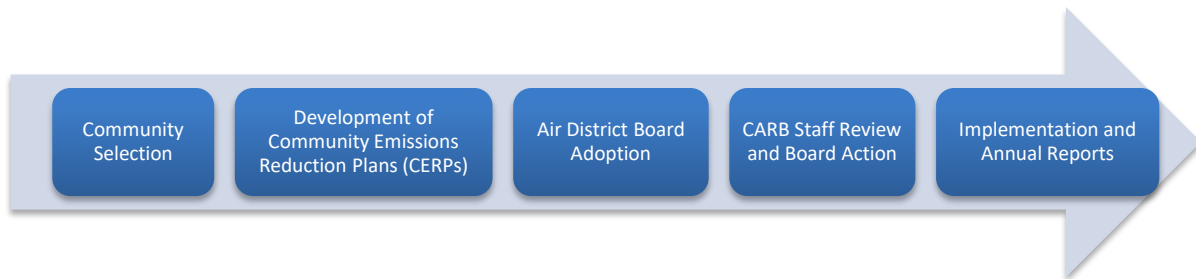 Community
Selection
Development of
Community Emissions
Reduction Plans (CERPs)
Air District Board
Adoption
CARB Staff Review
and Board Action
Implementation and
Annual Reports